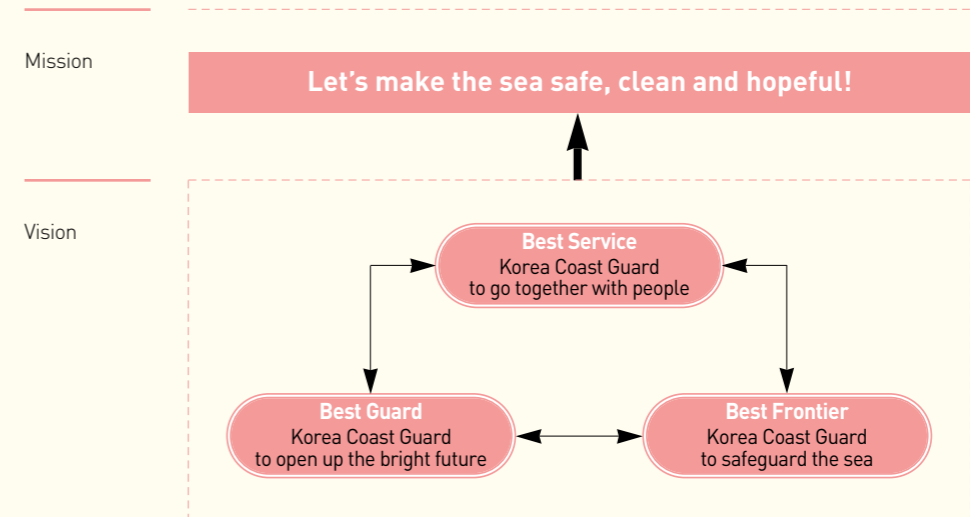 Mission
Let's make the sea safe, clean and hopeful!
Vision
Best Service
Korea Coast Guard
to go together with people
Best Guard
Korea Coast Guard
to open up the bright future
Best Frontier
Korea Coast Guard
to safeguard the sea